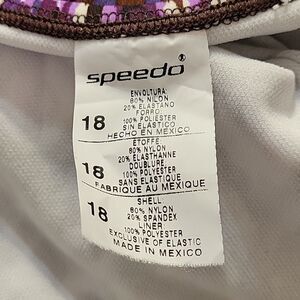 speedo
ENVOLTURA:
80% NILON
20% ELASTANO
FORRO:
100% POLIESTER
SIN ELASTICO
18
HECHO EN MEXICO
ETOFFE
80% NYLON
20% ELASTHANNE
DOUBLURE:
100% POLYESTER
SANS ELASTIQUE
18
FABRIQUE AU MEXIQUE
SHELL:
80% NYLON
20% SPANDEX
LINER:
100% POLYESTER
EXCLUSIVE OF ELASTIC
18
MADE IN MEXICO